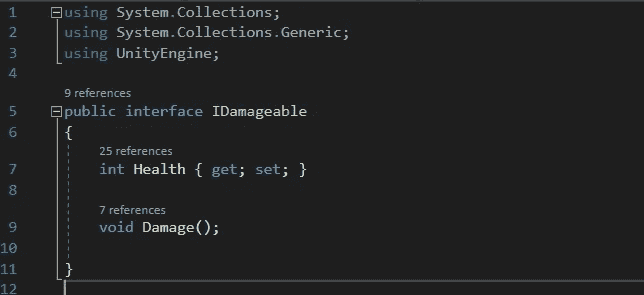 1 using System.Collections;
2 using System.Collections.Generic;
3 using UnityEngine;
4
9 references
5 public interface IDamageable
6 {
25 references
7 int Health { get; set; }
8
7 references
9 void Damage();
10
11 }
12